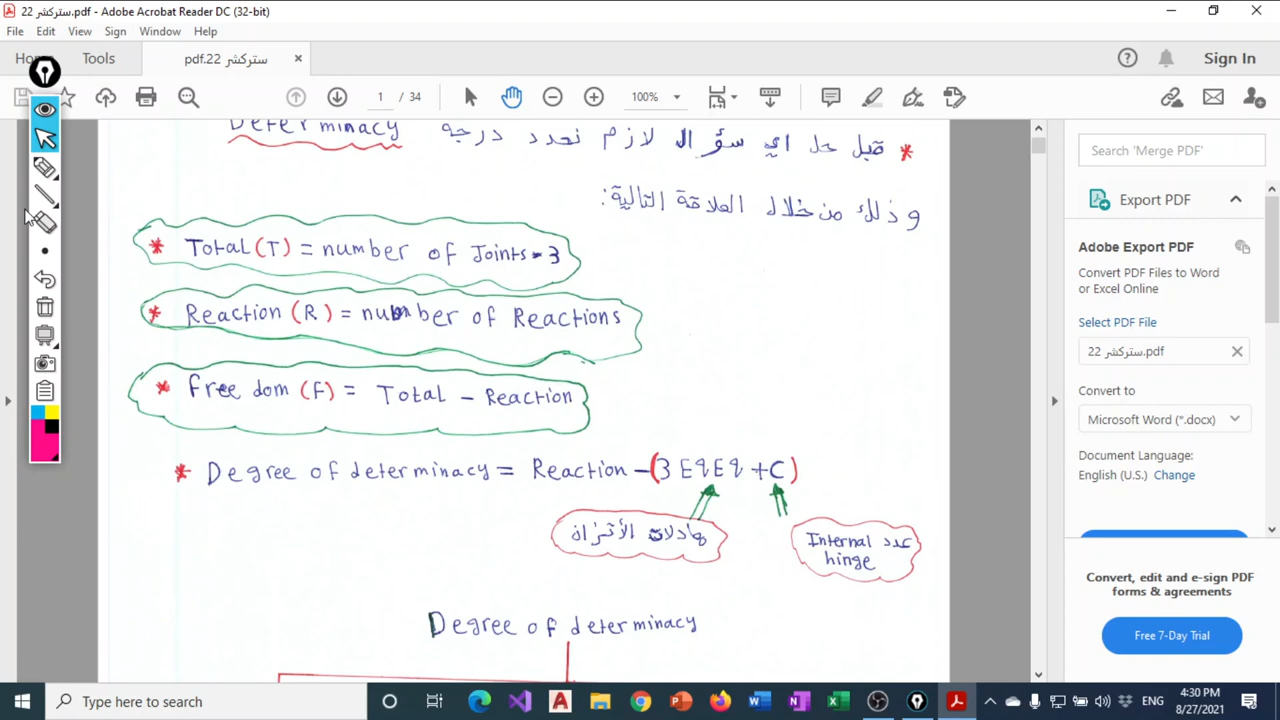 ستركشر 22.pdf - Adobe Acrobat Reader DC (32-bit)
File Edit View Sign Window Help
Tools
ستركشر 22.pdf
Sign In
1 / 34
100%
* قبل حل اي سؤال لازم نحدد درجة Determinacy
و ذلك من خلال العلاقة التالية:
* Total (T) = number of Joints * 3
* Reaction (R) = number of Reactions
* Free dom (F) = Total - Reaction
* Degree of determinacy = Reaction - (3 EqEq + C)
الأتزان
عدد Internal
hinge
Degree of determinacy
Search 'Merge PDF'
Export PDF
Adobe Export PDF
Convert PDF Files to Word
or Excel Online
Select PDF File
ستركشر 22.pdf
Convert to
Microsoft Word (*.docx)
Document Language:
English (U.S.) Change
Convert, edit and e-sign PDF
forms & agreements
Free 7-Day Trial
Type here to search
ENG
4:30 PM
8/27/2021